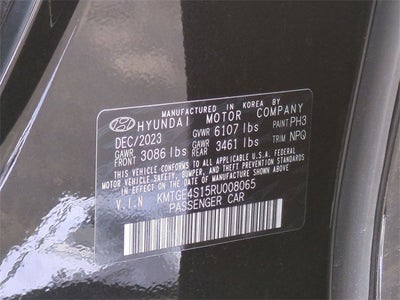 MANUFACTURED IN KOREA BY
HYUNDAI MOTOR COMPANY
DEC/2023 GVWR 6107 lbs PAINT PH3
GAWR FRONT 3086 lbs GAWR REAR 3461 lbs TRIM NPQ
THIS VEHICLE CONFORMS TO ALL APPLICABLE U.S.A. FEDERAL
MOTOR VEHICLE SAFETY, BUMPER, AND THEFT PREVENTION STANDARDS
IN EFFECT ON THE DATE OF MANUFACTURE SHOWN ABOVE.
V.I.N KMTGE4S15RU008065
PASSENGER CAR